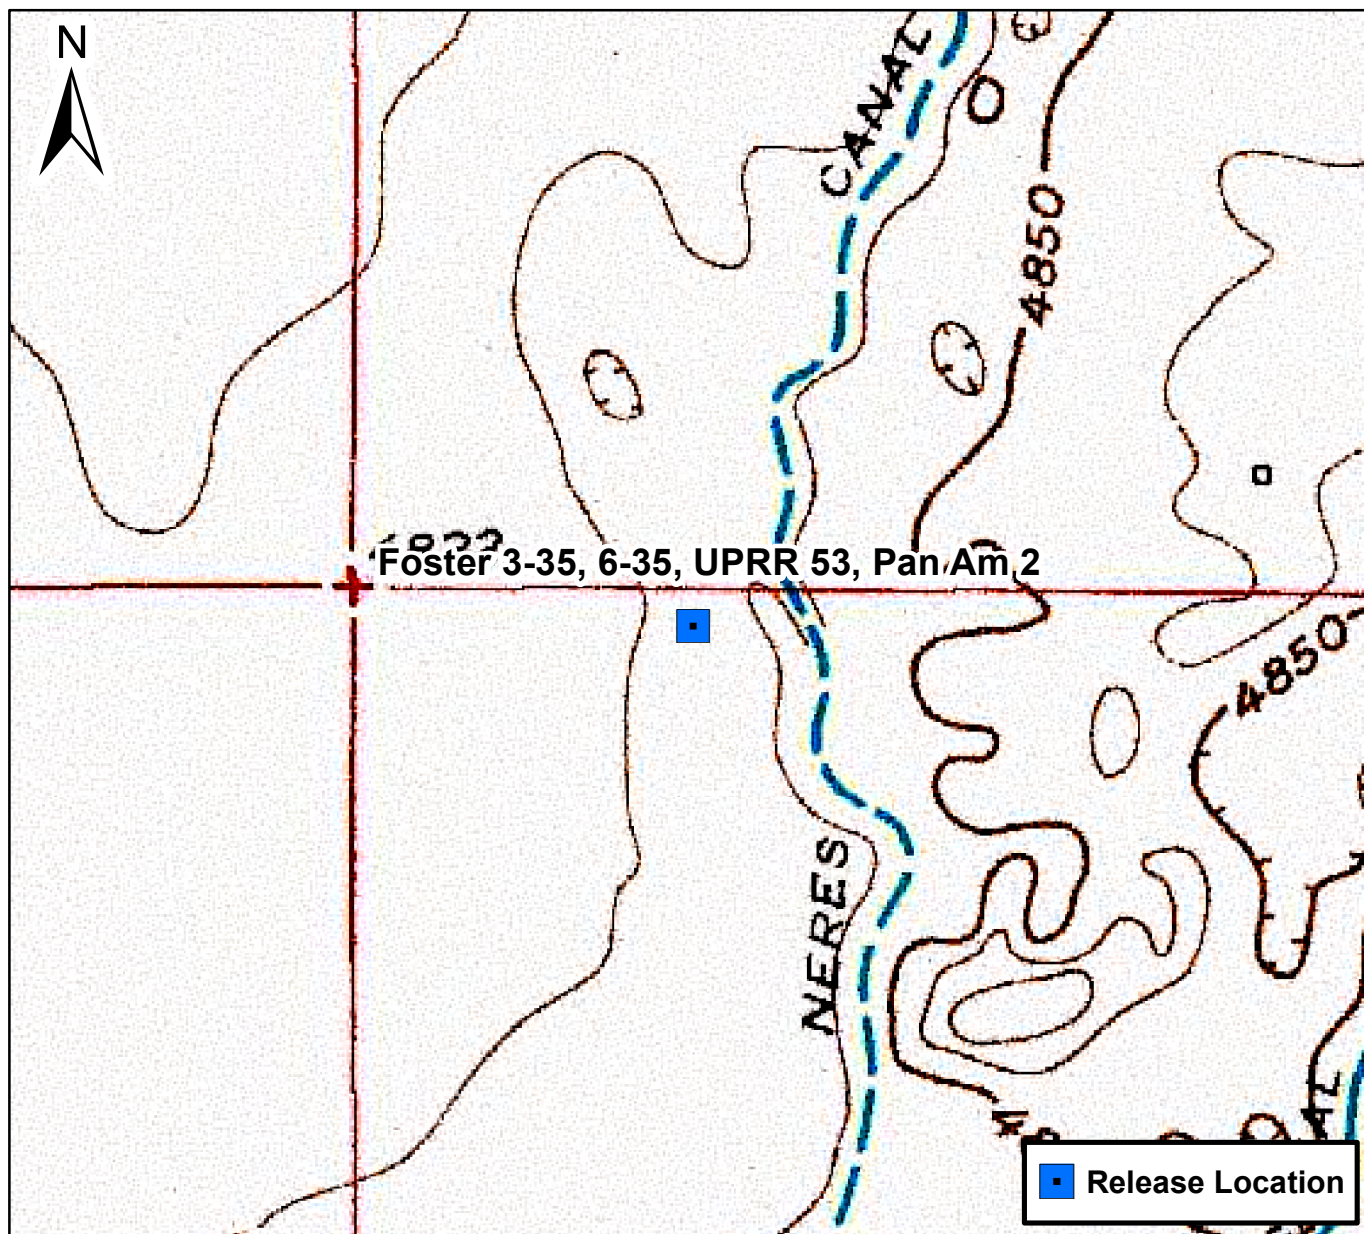 N
CANAL
4850
Foster 3-35, 6-35, UPRR 53, Pan Am 2
4850
NERES
Release Location